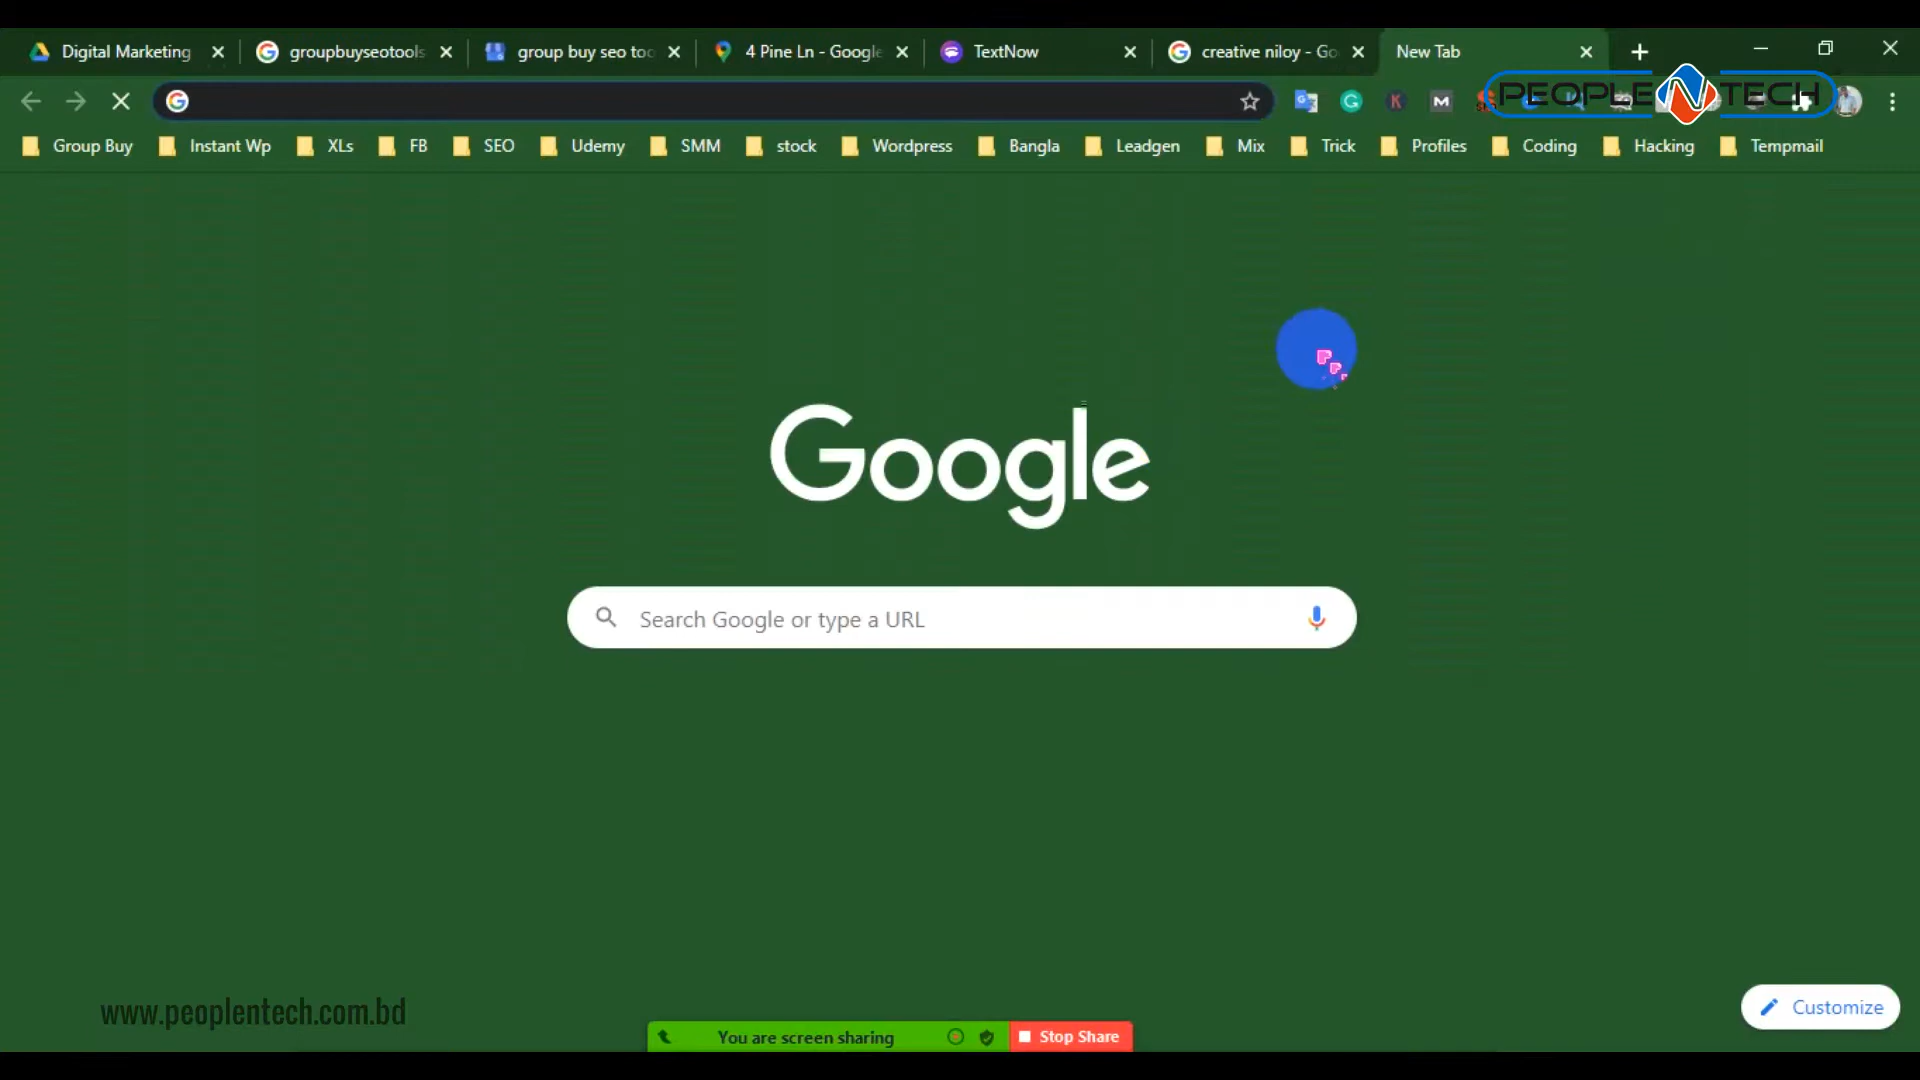 Digital Marketing groupbuyseotools group buy seo too 4 Pine Ln - Google TextNow creative niloy - Go New Tab
PEOPLE N TECH
Group Buy Instant Wp XLs FB SEO Udemy SMM stock Wordpress Bangla Leadgen Mix Trick Profiles Coding Hacking Tempmail
Google
Search Google or type a URL
Customize
www.peoplentech.com.bd
You are screen sharing Stop Share